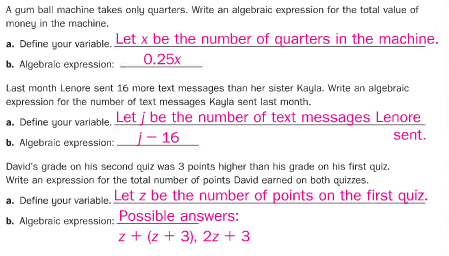 A gum ball machine takes only quarters. Write an algebraic expression for the total value of
money in the machine.
a. Define your variable. Let x be the number of quarters in the machine.
b. Algebraic expression: 0.25x
Last month Lenore sent 16 more text messages than her sister Kayla. Write an algebraic
expression for the number of text messages Kayla sent last month.
a. Define your variable. Let j be the number of text messages Lenore
sent.
b. Algebraic expression: j – 16
David's grade on his second quiz was 3 points higher than his grade on his first quiz.
Write an expression for the total number of points David earned on both quizzes.
a. Define your variable. Let z be the number of points on the first quiz.
b. Algebraic expression: Possible answers:
z + (z + 3), 2z + 3